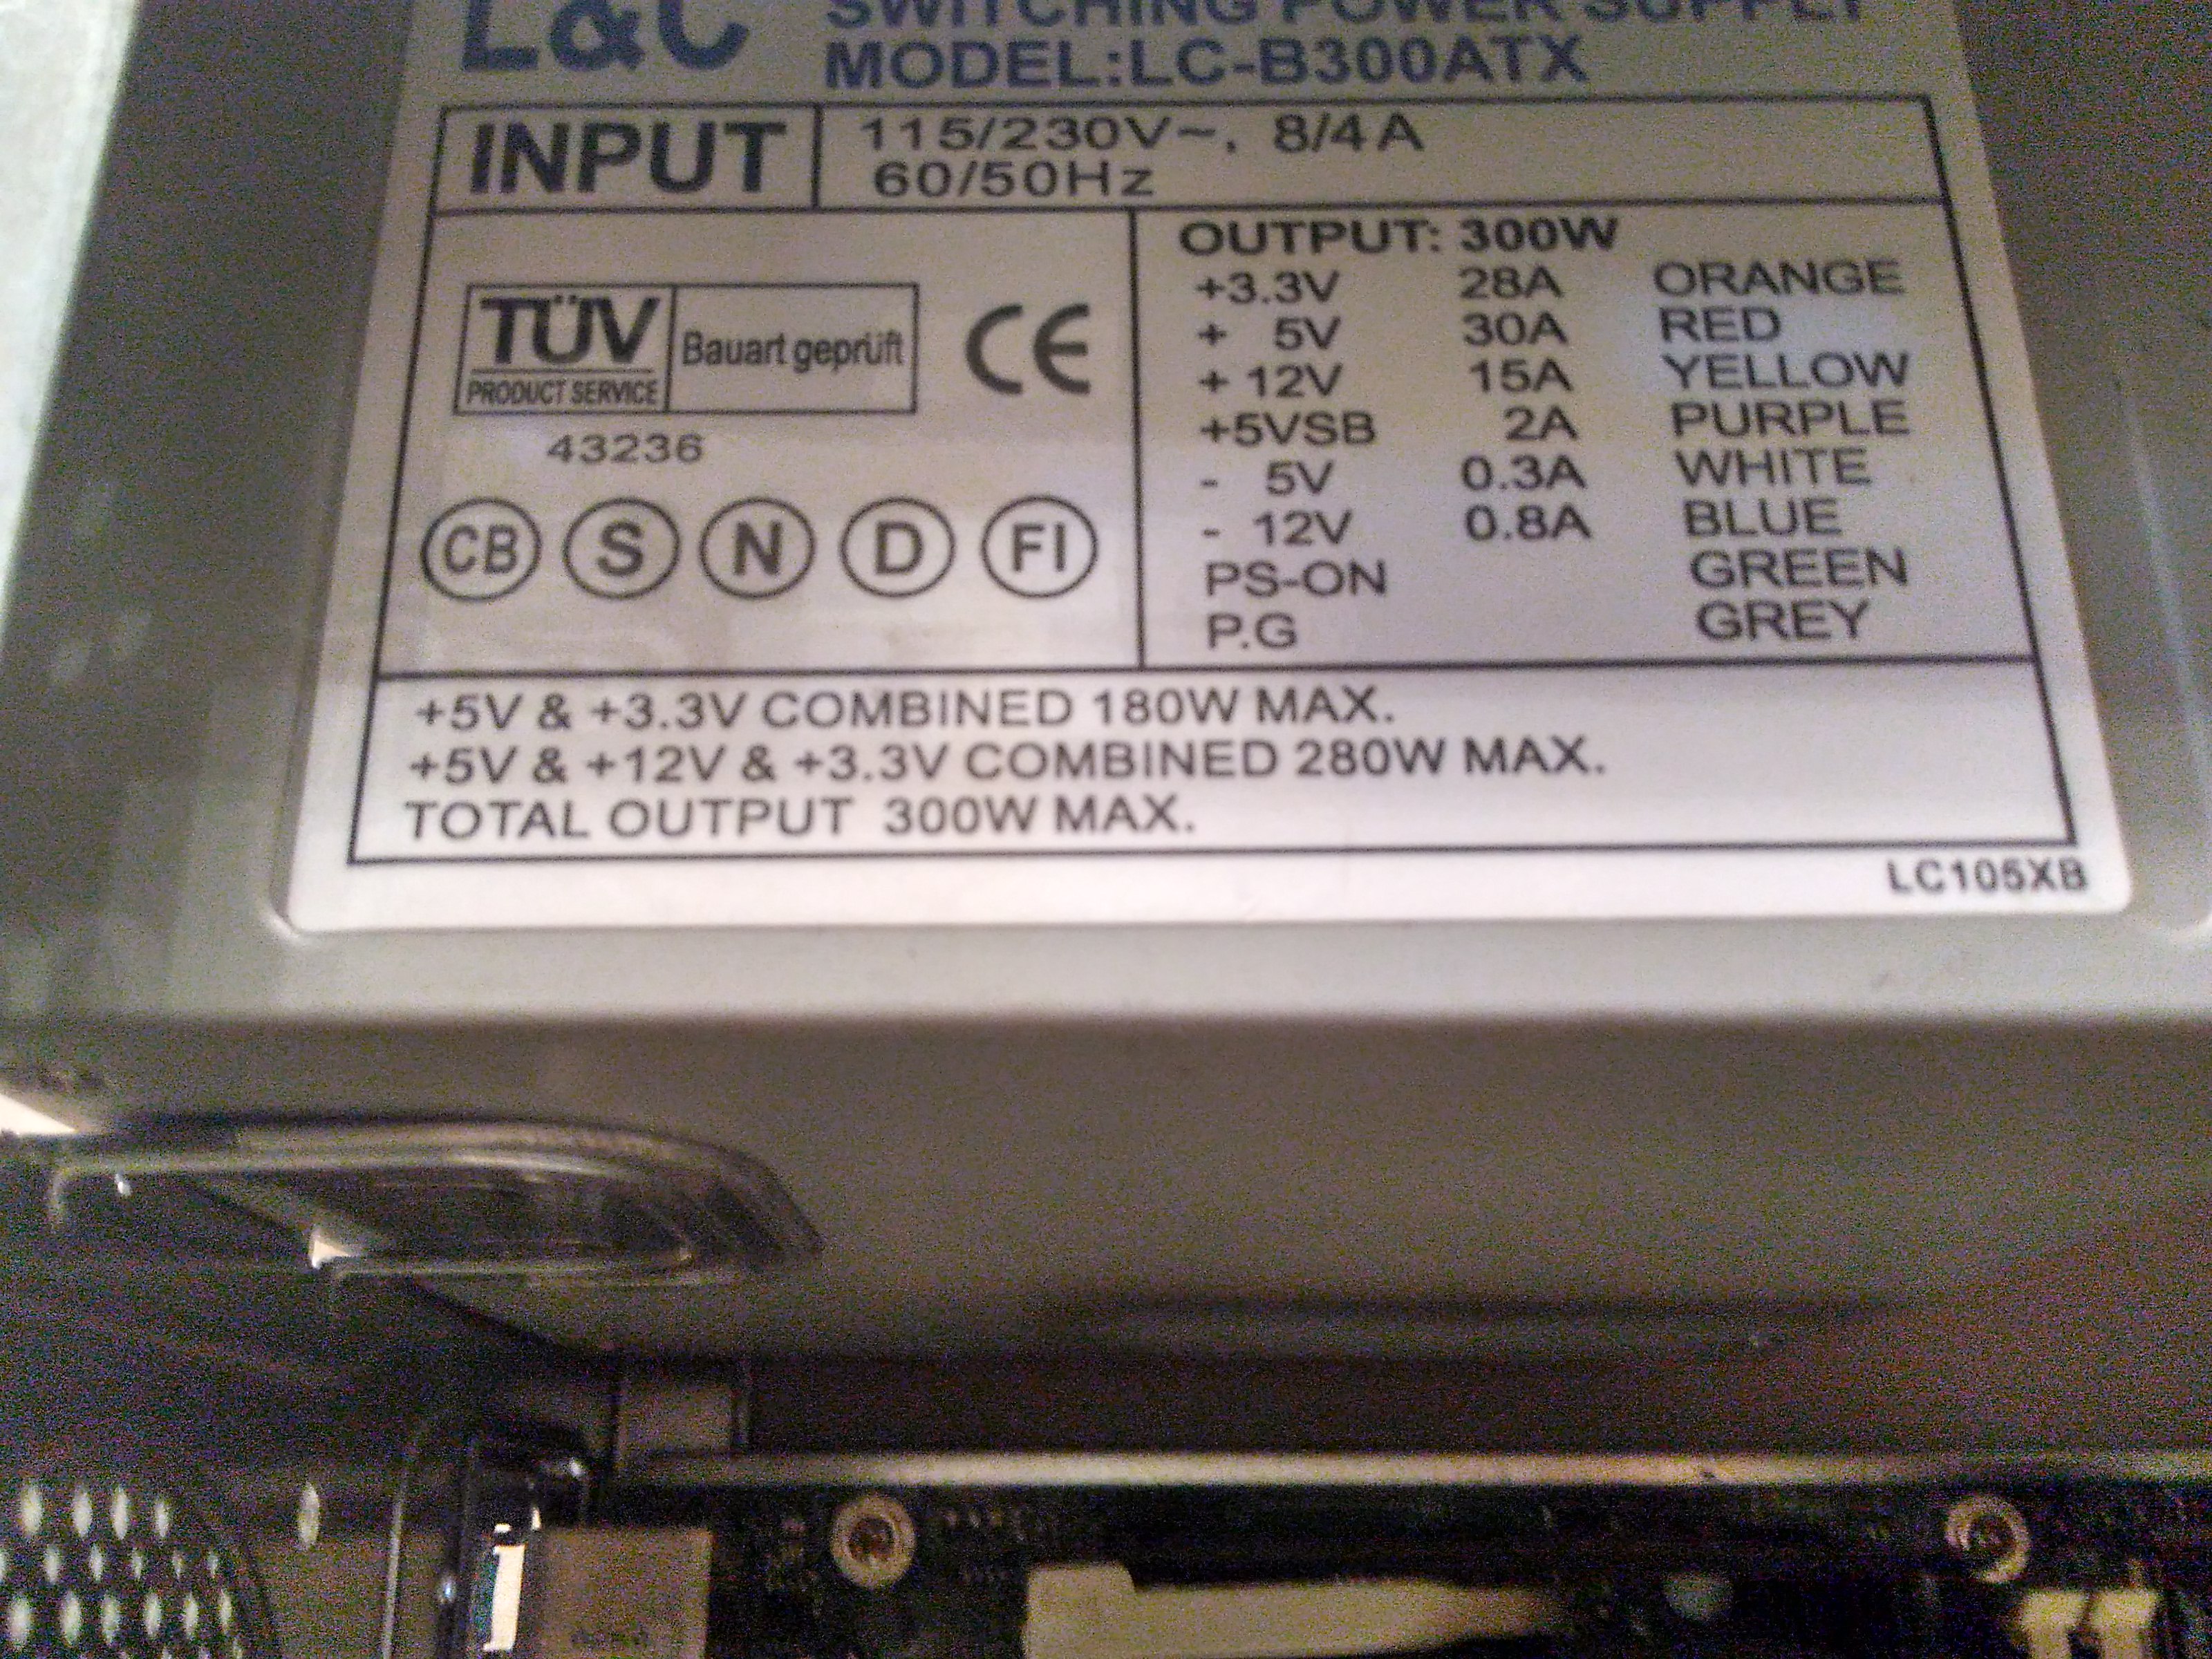 L&C SWITCHING POWER SUPPLY
MODEL:LC-B300ATX
INPUT
115/230V~, 8/4A
60/50Hz
TÜV
PRODUCT SERVICE
Bauart geprüft
CE
43236
CB S N D FI
OUTPUT: 300W
+3.3V 28A ORANGE
+ 5V 30A RED
+ 12V 15A YELLOW
+5VSB 2A PURPLE
- 5V 0.3A WHITE
- 12V 0.8A BLUE
PS-ON GREEN
P.G GREY
+5V & +3.3V COMBINED 180W MAX.
+5V & +12V & +3.3V COMBINED 280W MAX.
TOTAL OUTPUT 300W MAX.
LC105XB